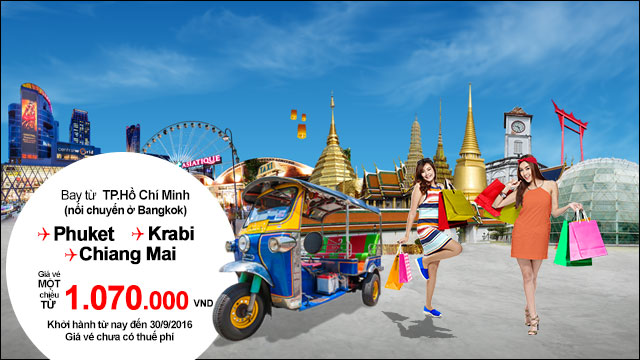 centralwOrld
ASIATIQUE
Bay từ TP.Hồ Chí Minh
(nối chuyến ở Bangkok)
Phuket Krabi
Chiang Mai
Giá vé
MỘT
chiều
TỪ
1.070.000 VND
Khởi hành từ nay đến 30/9/2016
Giá vé chưa có thuế phí